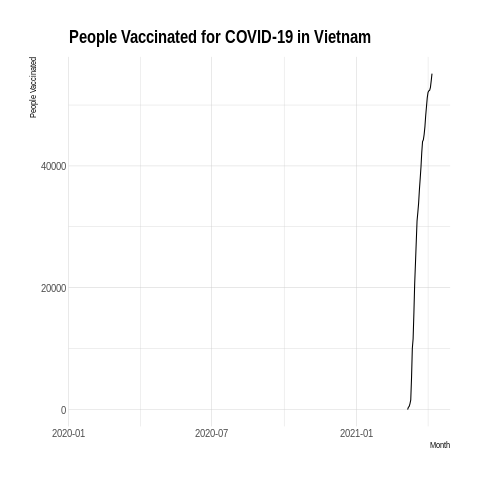 People Vaccinated for COVID-19 in Vietnam
People Vaccinated
40000
20000
0
2020-01 2020-07 2021-01
Month